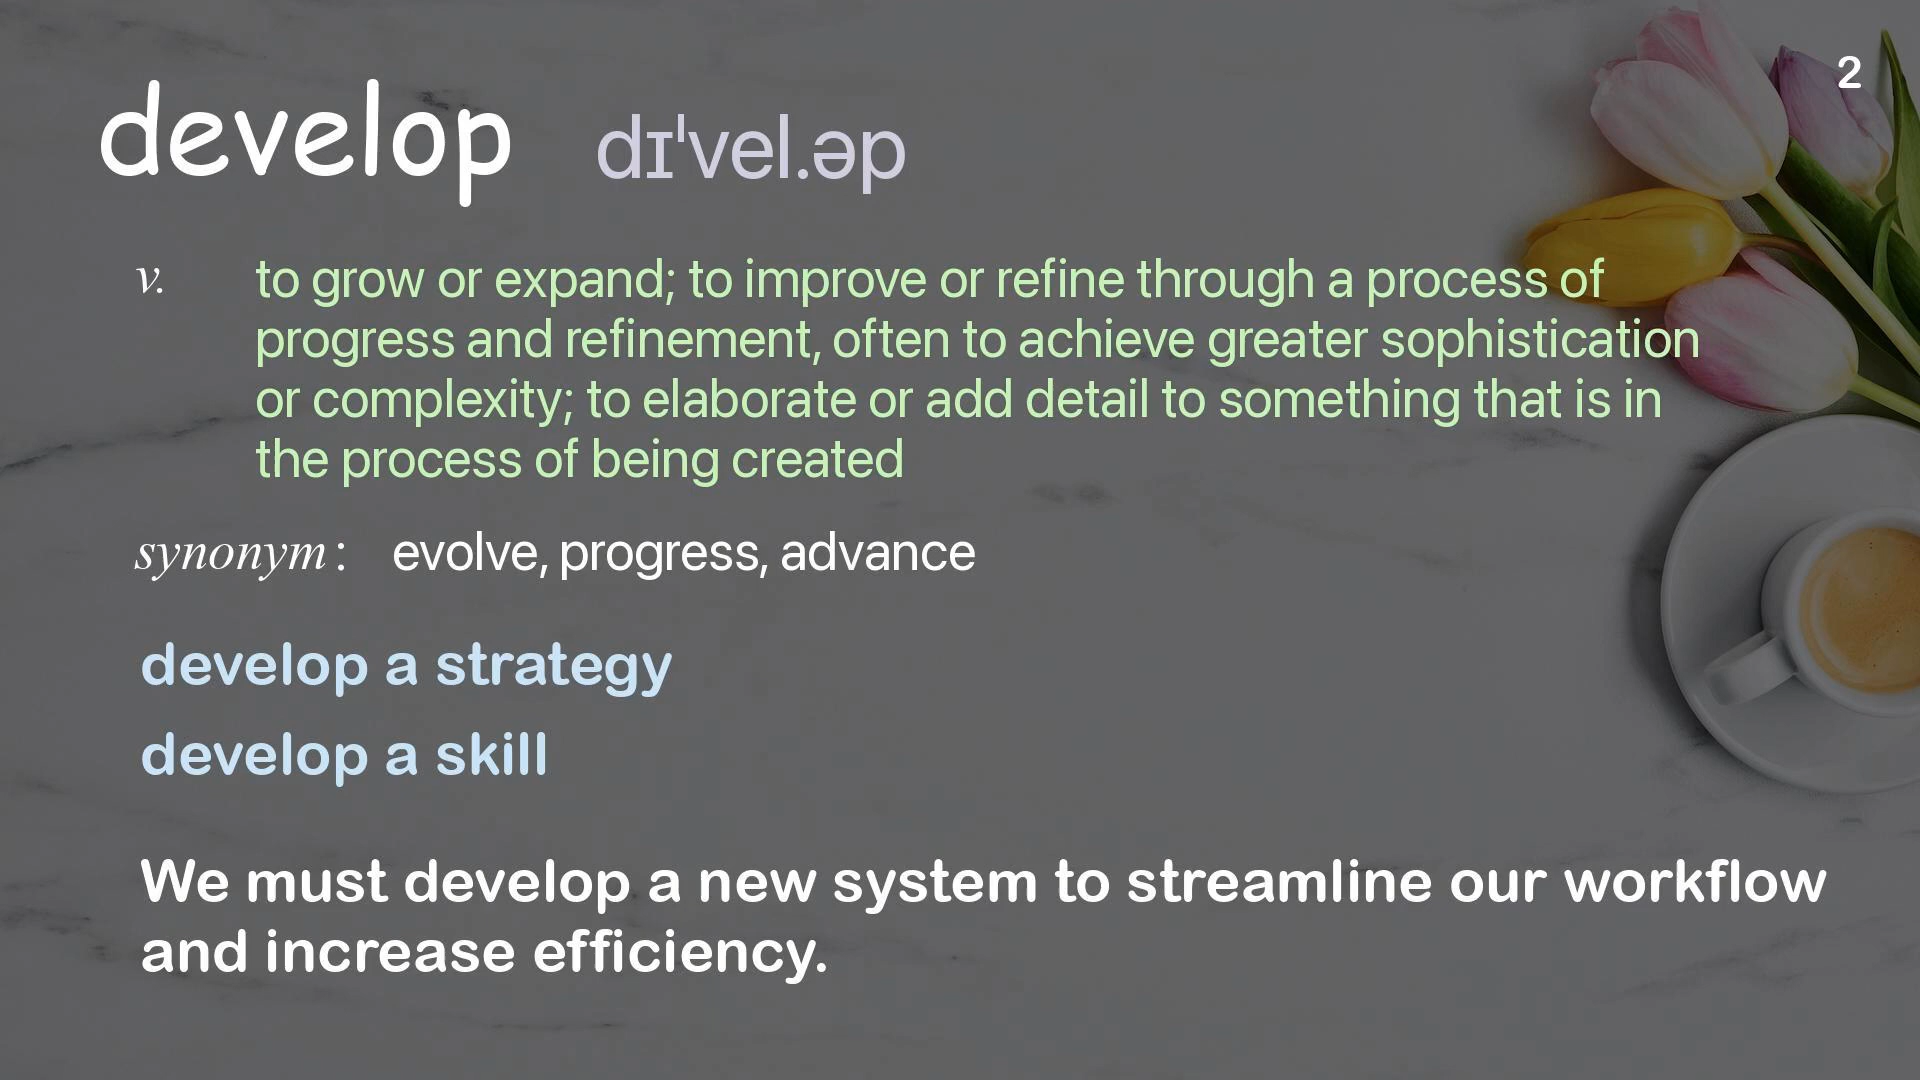 2
develop dɪˈvel.əp
v. to grow or expand; to improve or refine through a process of
progress and refinement, often to achieve greater sophistication
or complexity; to elaborate or add detail to something that is in
the process of being created
synonym : evolve, progress, advance
develop a strategy
develop a skill
We must develop a new system to streamline our workflow
and increase efficiency.